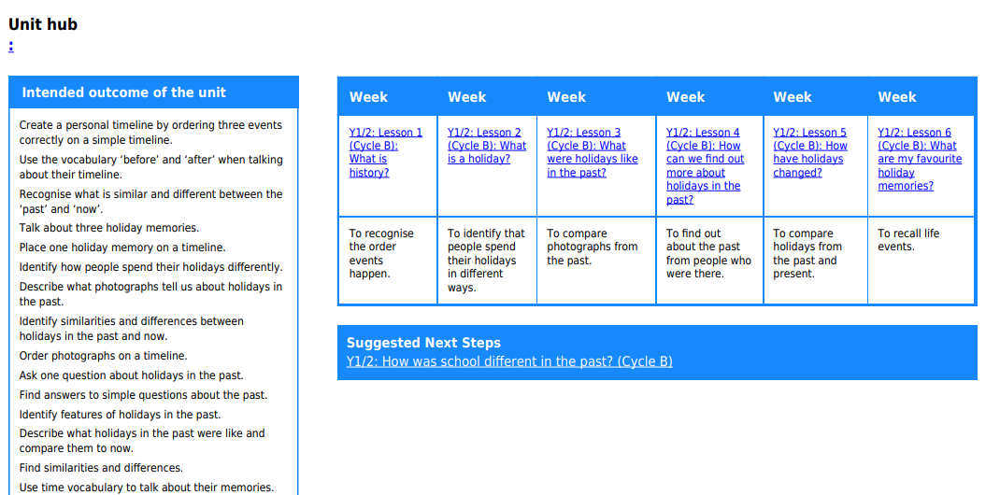 Unit hub
:
Intended outcome of the unit
Create a personal timeline by ordering three events
correctly on a simple timeline.
Use the vocabulary ‘before’ and ‘after’ when talking
about their timeline.
Recognise what is similar and different between the
‘past’ and ‘now’.
Talk about three holiday memories.
Place one holiday memory on a timeline.
Identify how people spend their holidays differently.
Describe what photographs tell us about holidays in
the past.
Identify similarities and differences between
holidays in the past and now.
Order photographs on a timeline.
Ask one question about holidays in the past.
Find answers to simple questions about the past.
Identify features of holidays in the past.
Describe what holidays in the past were like and
compare them to now.
Find similarities and differences.
Use time vocabulary to talk about their memories.
Week
Week
Week
Week
Week
Week
Y1/2: Lesson 1
(Cycle B):
What is
history?
Y1/2: Lesson 2
(Cycle B): What
is a holiday?
Y1/2: Lesson 3
(Cycle B): What
were holidays like
in the past?
Y1/2: Lesson 4
(Cycle B): How
can we find out
more about
holidays in the
past?
Y1/2: Lesson 5
(Cycle B): How
have holidays
changed?
Y1/2: Lesson 6
(Cycle B): What
are my favourite
holiday
memories?
To recognise
the order
events
happen.
To identify that
people spend
their holidays
in different
ways.
To compare
photographs from
the past.
To find out
about the past
from people who
were there.
To compare
holidays from
the past and
present.
To recall life
events.
Suggested Next Steps
Y1/2: How was school different in the past? (Cycle B)